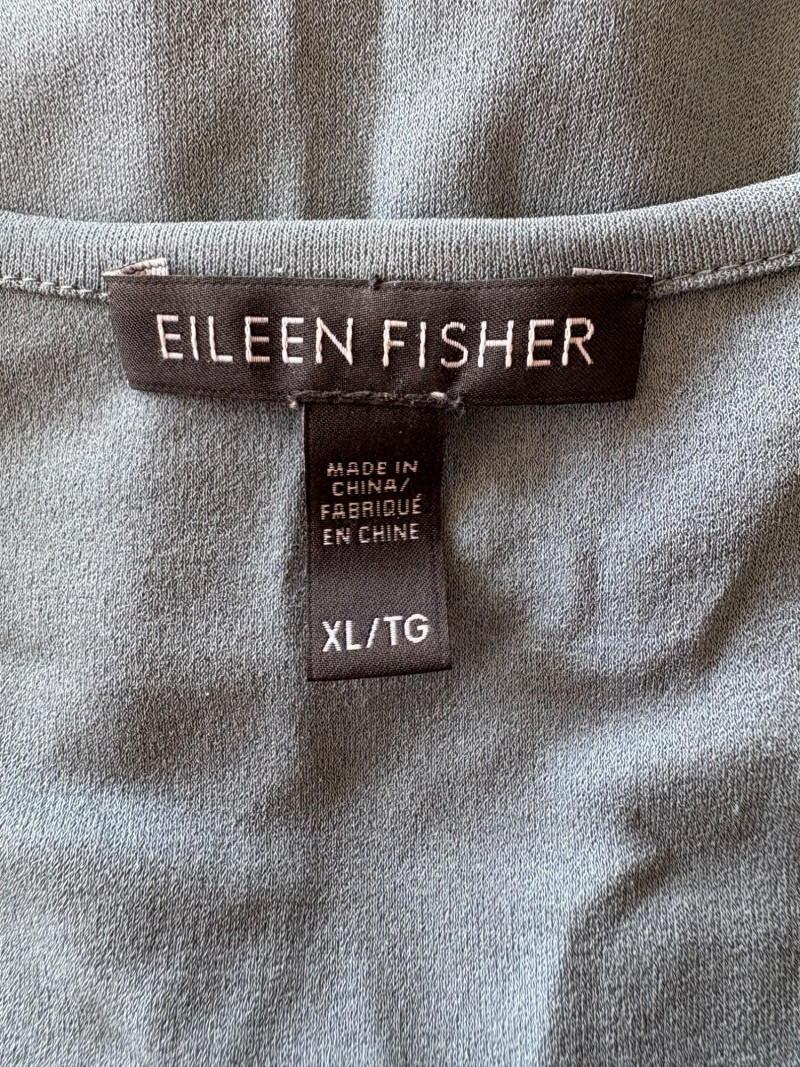 EILEEN FISHER
MADE IN
CHINA/
FABRIQUÉ
EN CHINE
XL/TG